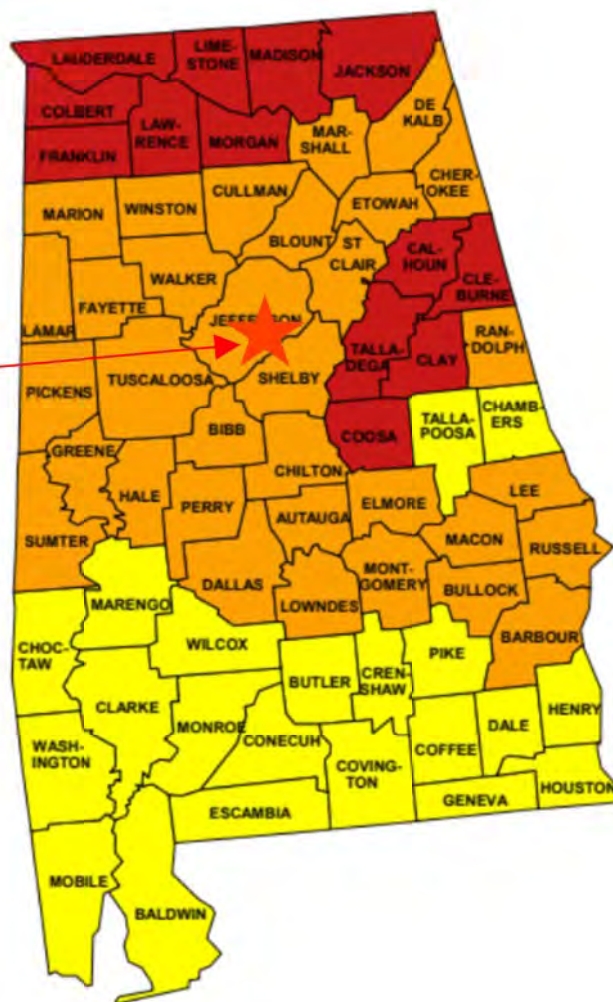 LAUDERDALE
LIME-
STONE
MADISON
JACKSON
COLBERT
LAW-
RENCE
FRANKLIN
MORGAN
MAR-
SHALL
DE
KALB
CHER-
OKEE
MARION
WINSTON
CULLMAN
ETOWAH
BLOUNT
ST
CLAIR
CAL-
HOUN
CLE-
BURNE
WALKER
FAYETTE
LAMAR
JEFFERSON
TALLA-
DEGA
CLAY
RAN-
DOLPH
PICKENS
TUSCALOOSA
SHELBY
BIBB
COOSA
TALLA-
POOSA
CHAMB-
ERS
GREENE
HALE
PERRY
CHILTON
AUTAUGA
ELMORE
LEE
SUMTER
MACON
RUSSELL
DALLAS
LOWNDES
MONT-
GOMERY
BULLOCK
BARBOUR
MARENGO
CHOC-
TAW
WILCOX
BUTLER
CREN-
SHAW
PIKE
CLARKE
MONROE
CONECUH
COVING-
TON
COFFEE
DALE
HENRY
WASH-
INGTON
ESCAMBIA
GENEVA
HOUSTON
MOBILE
BALDWIN